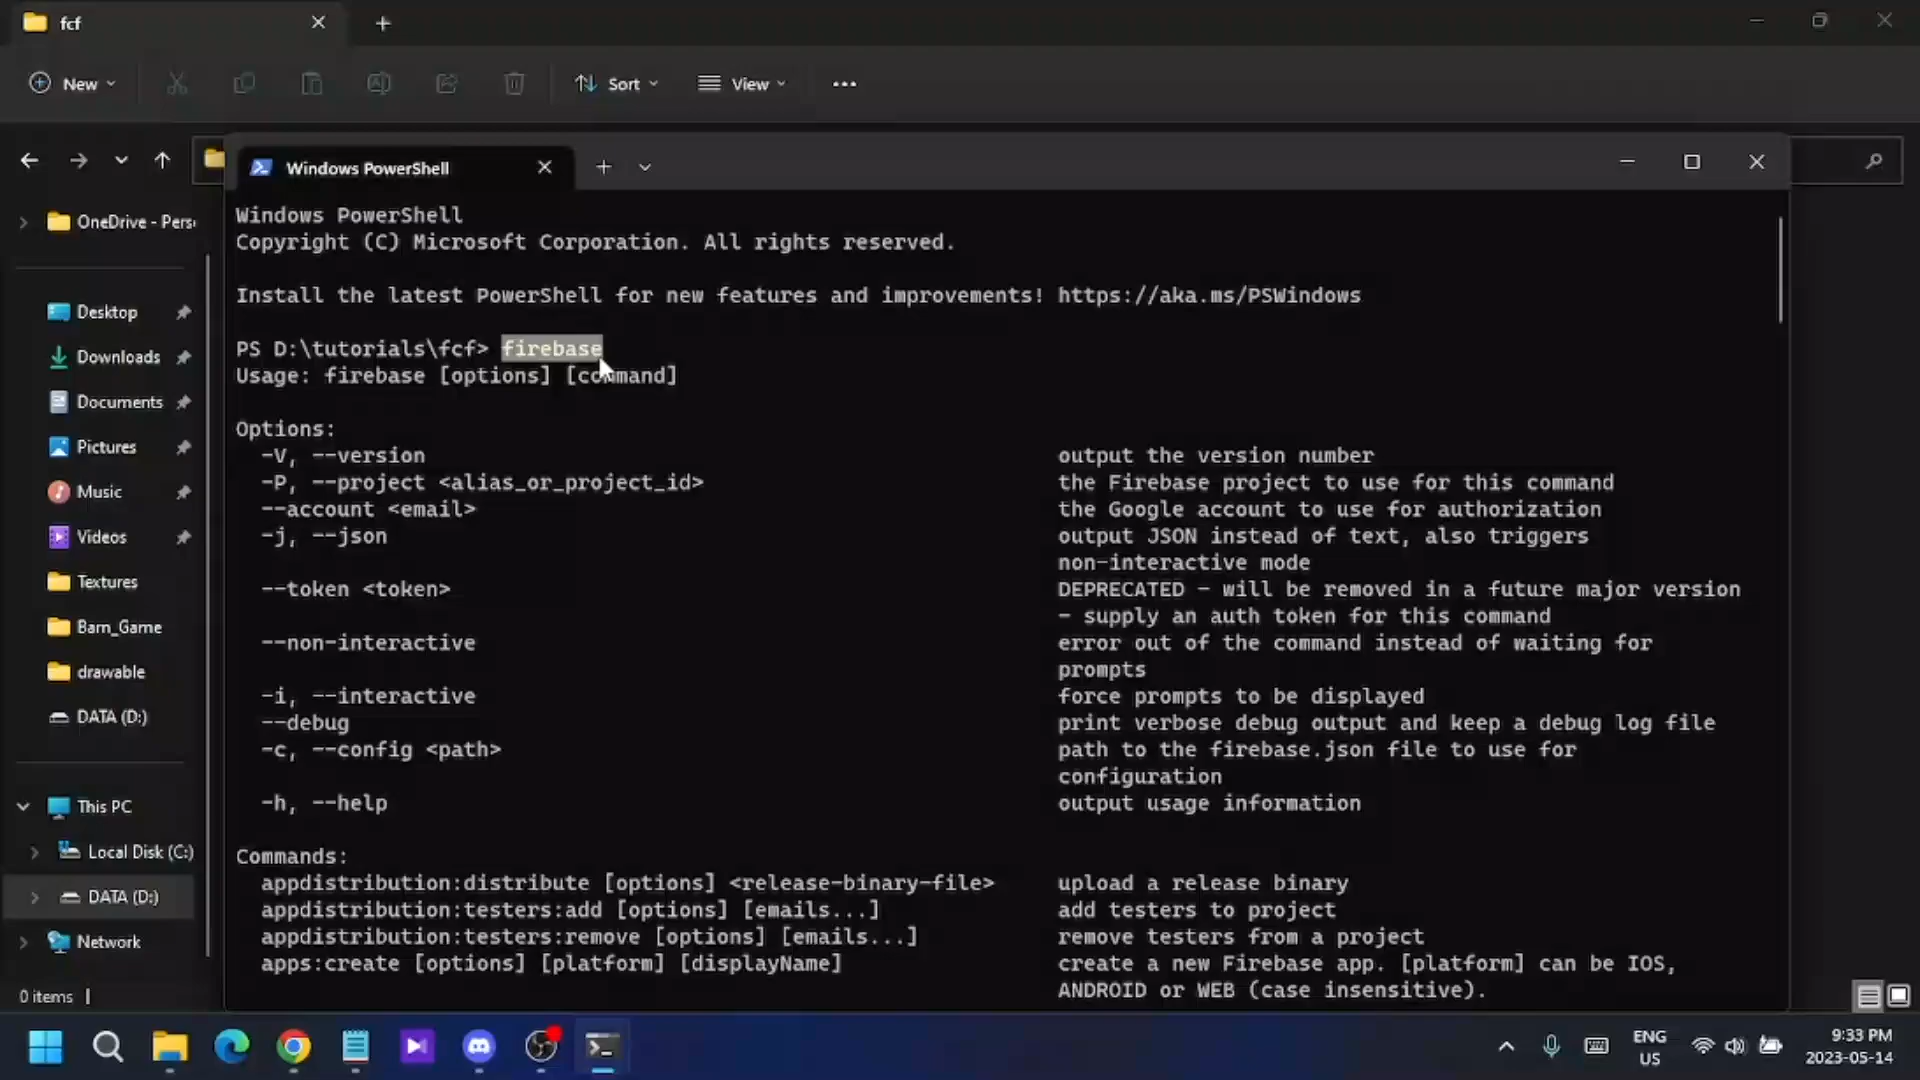 fcf
New
Sort
View
Windows PowerShell
OneDrive - Pers
Desktop
Downloads
Documents
Pictures
Music
Videos
Textures
Barn_Game
drawable
DATA (D:)
This PC
Local Disk (C:)
DATA (D:)
Network
0 items
Windows PowerShell
Copyright (C) Microsoft Corporation. All rights reserved.
Install the latest PowerShell for new features and improvements! https://aka.ms/PSWindows
PS D:\tutorials\fcf> firebase
Usage: firebase [options] [command]
Options:
-V, --version output the version number
-P, --project <alias_or_project_id> the Firebase project to use for this command
--account <email> the Google account to use for authorization
-j, --json output JSON instead of text, also triggers
non-interactive mode
--token <token> DEPRECATED - will be removed in a future major version
- supply an auth token for this command
--non-interactive error out of the command instead of waiting for
prompts
-i, --interactive force prompts to be displayed
--debug print verbose debug output and keep a debug log file
-c, --config <path> path to the firebase.json file to use for
configuration
-h, --help output usage information
Commands:
appdistribution:distribute [options] <release-binary-file> upload a release binary
appdistribution:testers:add [options] [emails...] add testers to project
appdistribution:testers:remove [options] [emails...] remove testers from a project
apps:create [options] [platform] [displayName] create a new Firebase app. [platform] can be IOS,
ANDROID or WEB (case insensitive).
ENG
US
9:33 PM
2023-05-14